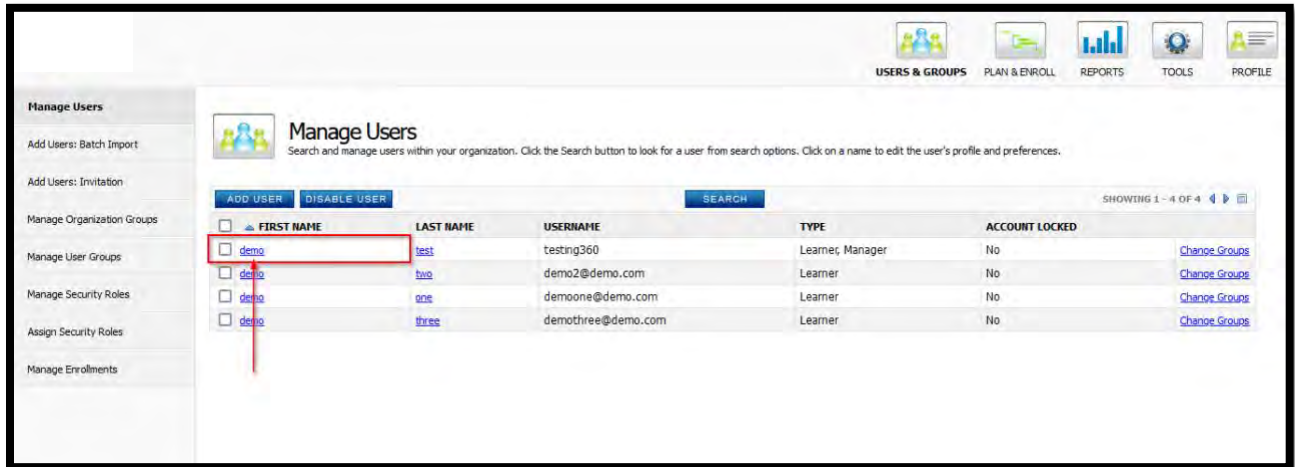 USERS & GROUPS PLAN & ENROLL REPORTS TOOLS PROFILE
Manage Users
Add Users: Batch Import
Add Users: Invitation
Manage Organization Groups
Manage User Groups
Manage Security Roles
Assign Security Roles
Manage Enrollments
Manage Users
Search and manage users within your organization. Click the Search button to look for a user from search options. Click on a name to edit the user's profile and preferences.
ADD USER DISABLE USER SEARCH SHOWING 1 - 4 OF 4
FIRST NAME LAST NAME USERNAME TYPE ACCOUNT LOCKED
demo test testing360 Learner, Manager No Change Groups
demo two demo2@demo.com Learner No Change Groups
demo one demoone@demo.com Learner No Change Groups
demo three demothree@demo.com Learner No Change Groups